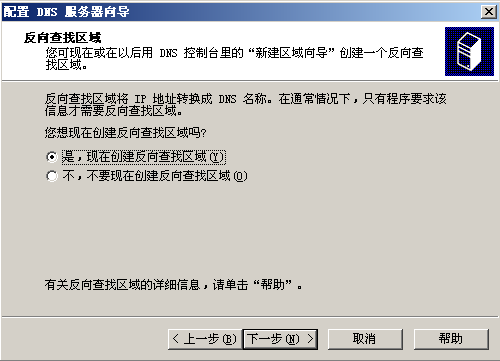 配置 DNS 服务器向导
反向查找区域
您可现在或在以后用 DNS 控制台里的“新建区域向导”创建一个反向查
找区域。
反向查找区域将 IP 地址转换成 DNS 名称。在通常情况下，只有程序要求该
信息才需要反向查找区域。
您想现在创建反向查找区域吗?
是，现在创建反向查找区域(Y)
不，不要现在创建反向查找区域(O)
有关反向查找区域的详细信息，请单击“帮助”。
< 上一步(B) 下一步(N) > 取消 帮助